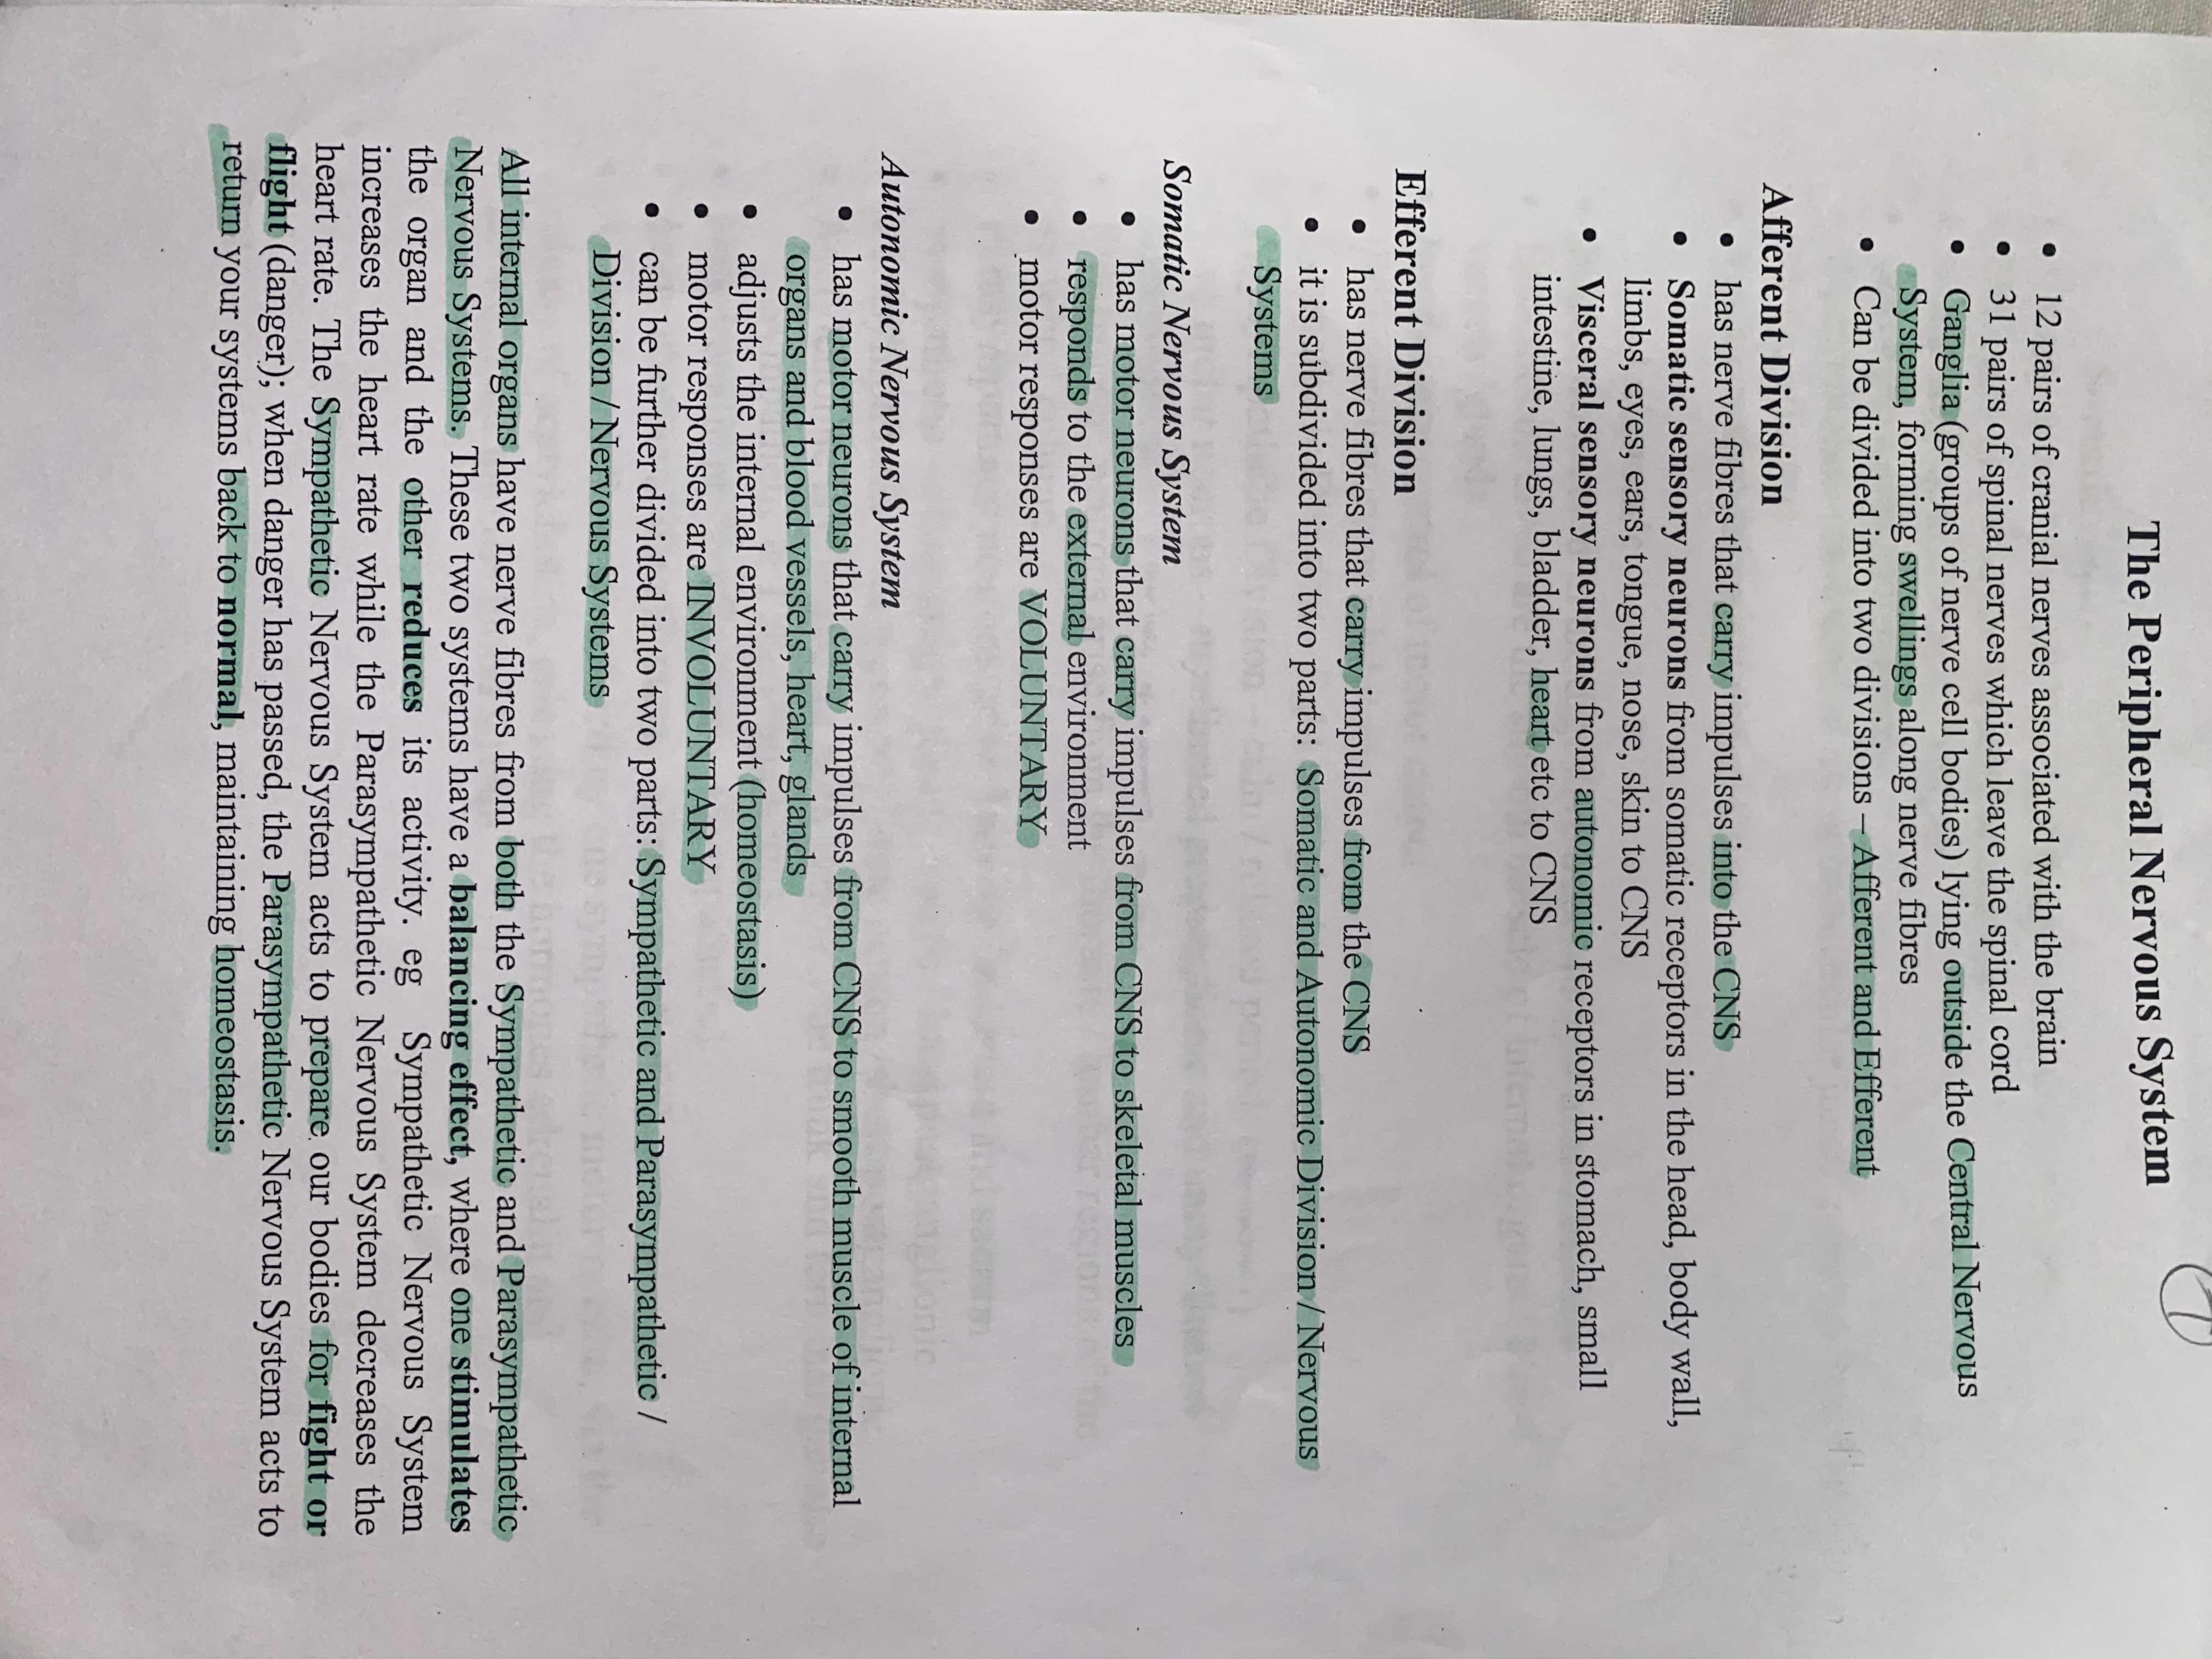 The Peripheral Nervous System
• 12 pairs of cranial nerves associated with the brain
• 31 pairs of spinal nerves which leave the spinal cord
• Ganglia (groups of nerve cell bodies) lying outside the Central Nervous
System, forming swellings along nerve fibres
• Can be divided into two divisions – Afferent and Efferent
Afferent Division
• has nerve fibres that carry impulses into the CNS
• Somatic sensory neurons from somatic receptors in the head, body wall,
limbs, eyes, ears, tongue, nose, skin to CNS
• Visceral sensory neurons from autonomic receptors in stomach, small
intestine, lungs, bladder, heart etc to CNS
Efferent Division
• has nerve fibres that carry impulses from the CNS
• it is subdivided into two parts: Somatic and Autonomic Division / Nervous
Systems
Somatic Nervous System
• has motor neurons that carry impulses from CNS to skeletal muscles
• responds to the external environment
• motor responses are VOLUNTARY
Autonomic Nervous System
• has motor neurons that carry impulses from CNS to smooth muscle of internal
organs and blood vessels, heart, glands
• adjusts the internal environment (homeostasis)
• motor responses are INVOLUNTARY
• can be further divided into two parts: Sympathetic and Parasympathetic /
Division / Nervous Systems
All internal organs have nerve fibres from both the Sympathetic and Parasympathetic
Nervous Systems. These two systems have a balancing effect, where one stimulates
the organ and the other reduces its activity. eg Sympathetic Nervous System
increases the heart rate while the Parasympathetic Nervous System decreases the
heart rate. The Sympathetic Nervous System acts to prepare our bodies for fight or
flight (danger); when danger has passed, the Parasympathetic Nervous System acts to
return your systems back to normal, maintaining homeostasis.